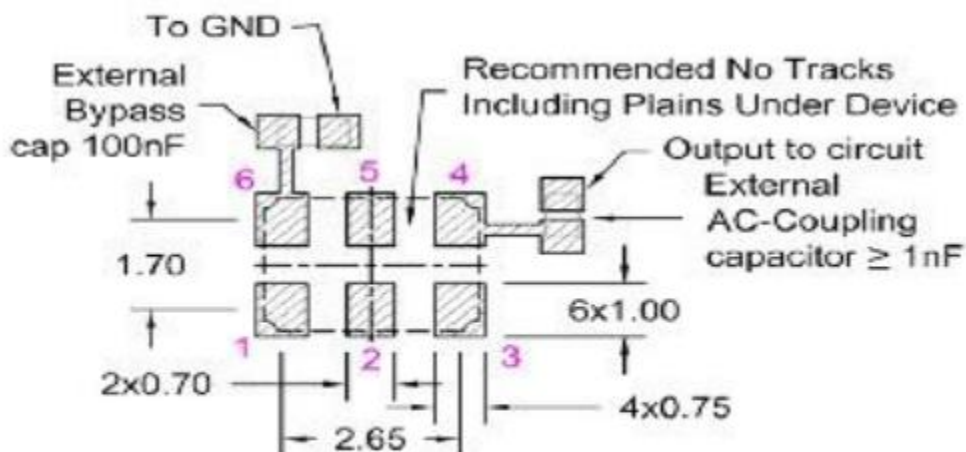 To GND
External
Bypass
cap 100nF
Recommended No Tracks
Including Plains Under Device
Output to circuit
External
AC-Coupling
capacitor ≥ 1nF
6
5
4
1.70
6x1.00
1
2
3
2x0.70
4x0.75
2.65